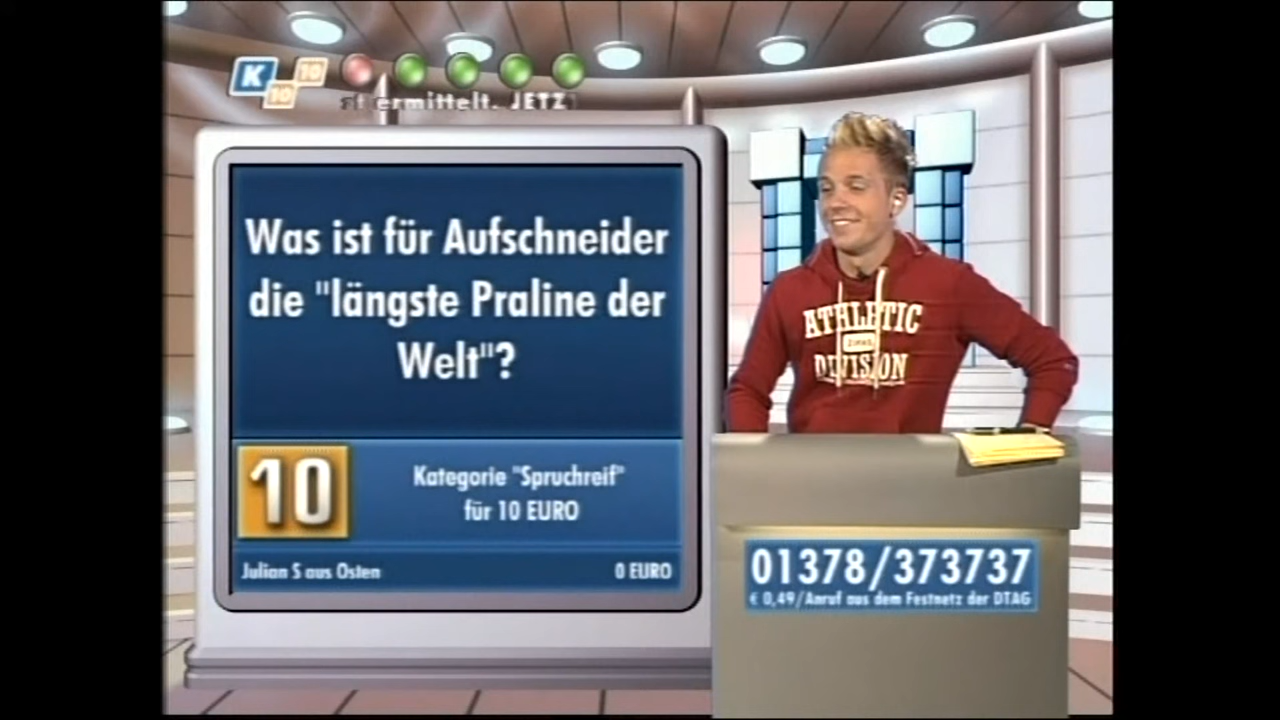 K 10 10
ermittelt. JETZ
Was ist für Aufschneider
die "längste Praline der
Welt"?
10
Kategorie "Spruchreif"
für 10 EURO
Julian S aus Osten
0 EURO
ATHLETIC
DIVISION
01378/373737
€ 0,49/Anruf aus dem Festnetz der DTAG